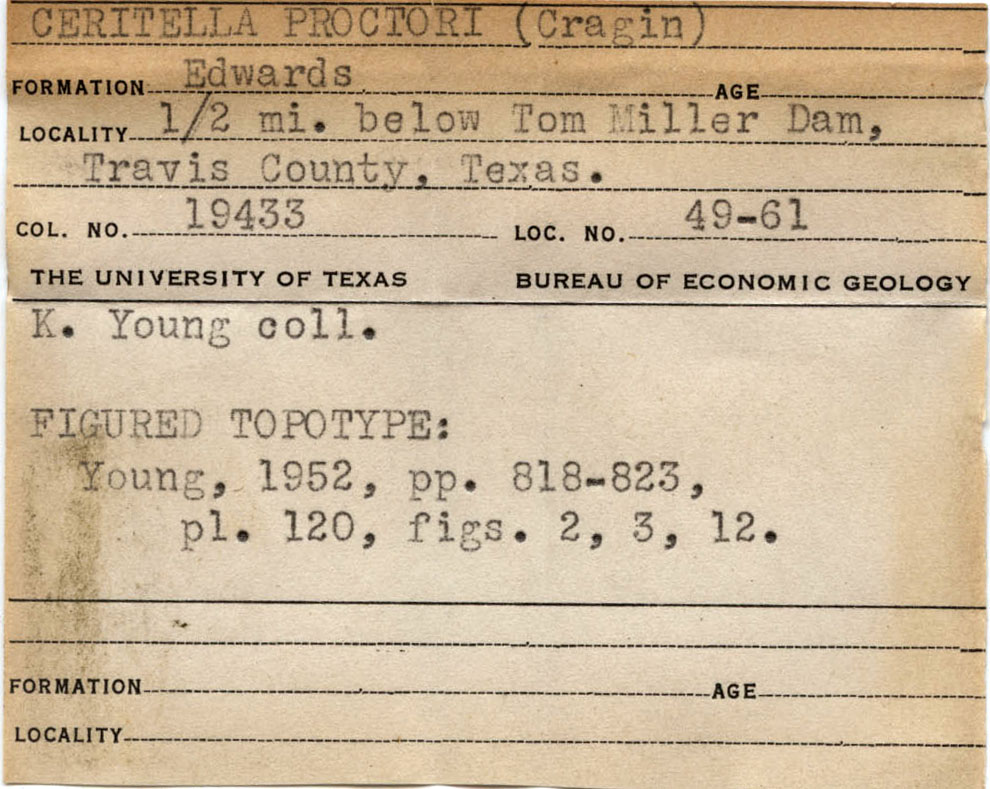 CERITELLA PROCTORI (Cragin)
FORMATION Edwards AGE
LOCALITY 1/2 mi. below Tom Miller Dam,
Travis County, Texas.
COL. NO. 19433 LOC. NO. 49-61
THE UNIVERSITY OF TEXAS BUREAU OF ECONOMIC GEOLOGY
K. Young coll.
FIGURED TOPOTYPE:
Young, 1952, pp. 818-823,
pl. 120, figs. 2, 3, 12.
FORMATION AGE
LOCALITY